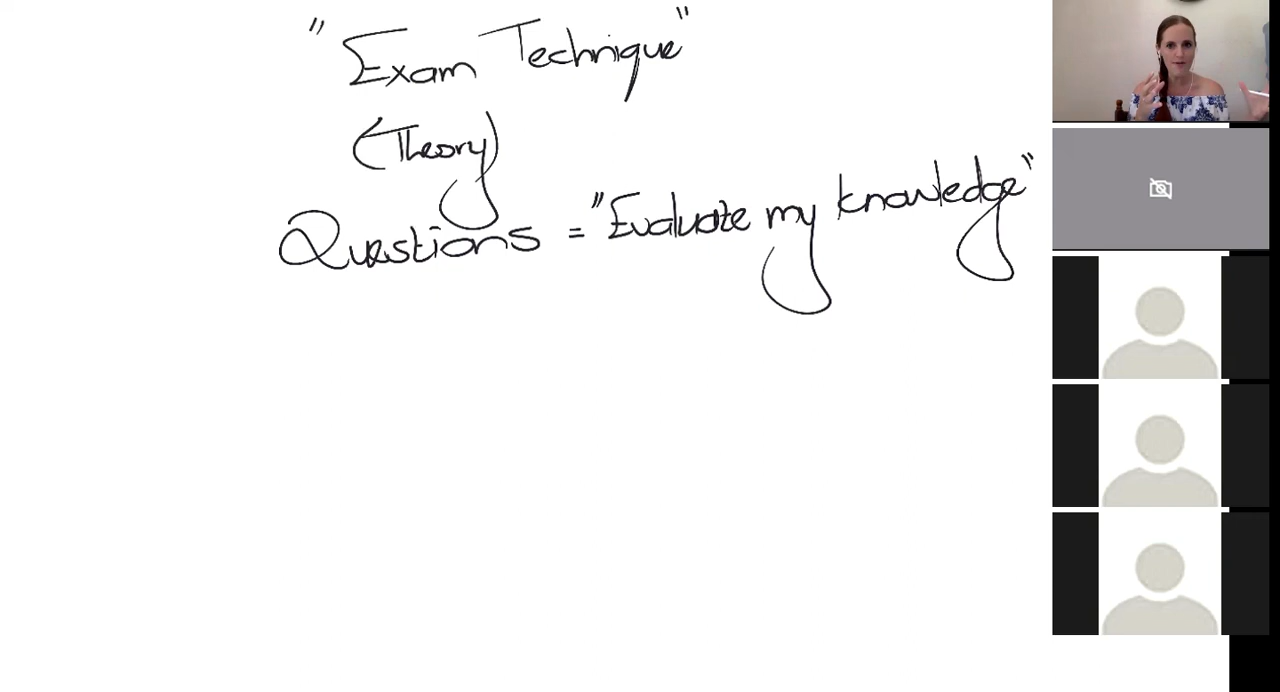 "Exam Technique"
(Theory)
Questions = "Evaluate my knowledge"